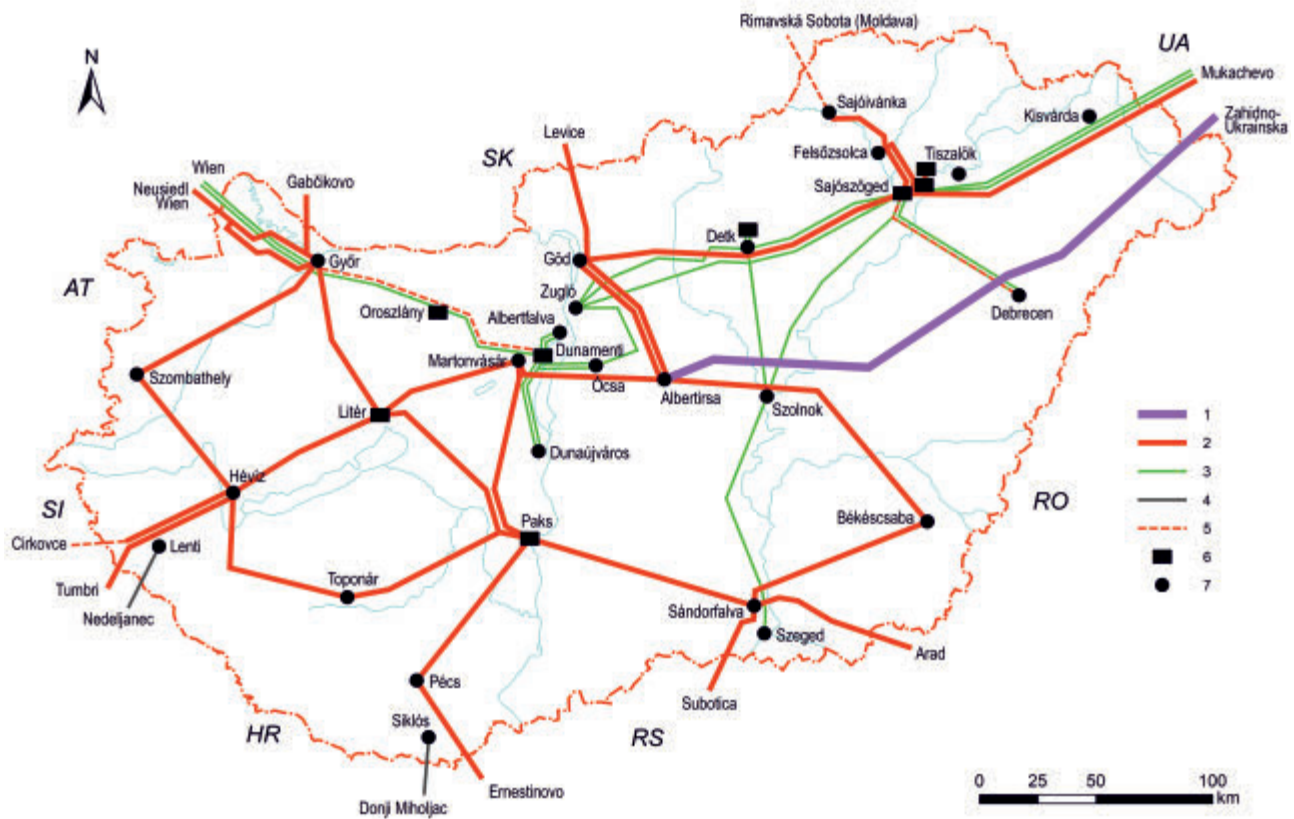 Rimavská Sobota (Moldava)
UA
N
Mukachevo
Sajóivánka
Kisvárda
Zahidno-
Ukrainska
Levice
SK
Felsőzsolca
Tiszalök
Wien
Gabčikovo
Neusiedl
Wien
Sajószöged
Detk
Győr
Göd
AT
Zugló
Oroszlány
Albertfalva
Debrecen
Dunamenti
Martonvásár
Szombathely
Ócsa
Albertirsa
Szolnok
Litér
1
2
Dunaújváros
3
Hévíz
RO
4
SI
Paks
Békéscsaba
5
Cirkovce
Lenti
6
Tumbri
Toponár
7
Nedeljanec
Sándorfalva
Szeged
Arad
Pécs
Subotica
Siklós
HR
RS
Ernestinovo
Donji Miholjac
0 25 50 100
km